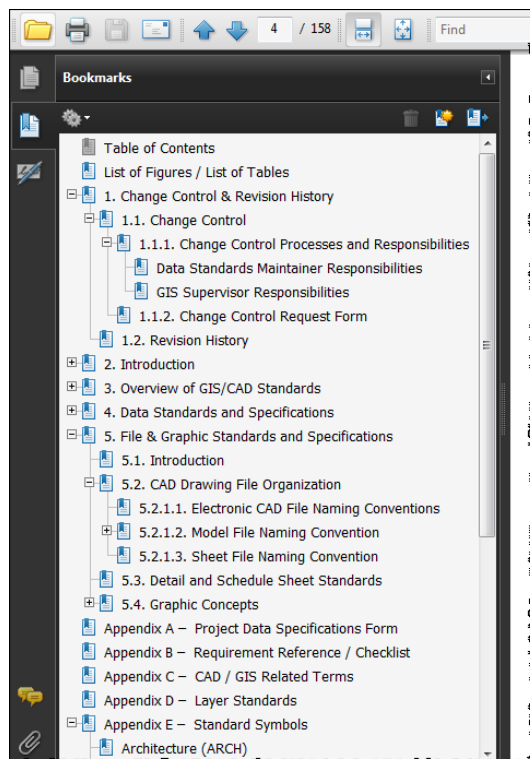 4 / 158 Find
Bookmarks
Table of Contents
List of Figures / List of Tables
1. Change Control & Revision History
1.1. Change Control
1.1.1. Change Control Processes and Responsibilities
Data Standards Maintainer Responsibilities
GIS Supervisor Responsibilities
1.1.2. Change Control Request Form
1.2. Revision History
2. Introduction
3. Overview of GIS/CAD Standards
4. Data Standards and Specifications
5. File & Graphic Standards and Specifications
5.1. Introduction
5.2. CAD Drawing File Organization
5.2.1.1. Electronic CAD File Naming Conventions
5.2.1.2. Model File Naming Convention
5.2.1.3. Sheet File Naming Convention
5.3. Detail and Schedule Sheet Standards
5.4. Graphic Concepts
Appendix A – Project Data Specifications Form
Appendix B – Requirement Reference / Checklist
Appendix C – CAD / GIS Related Terms
Appendix D – Layer Standards
Appendix E – Standard Symbols
Architecture (ARCH)